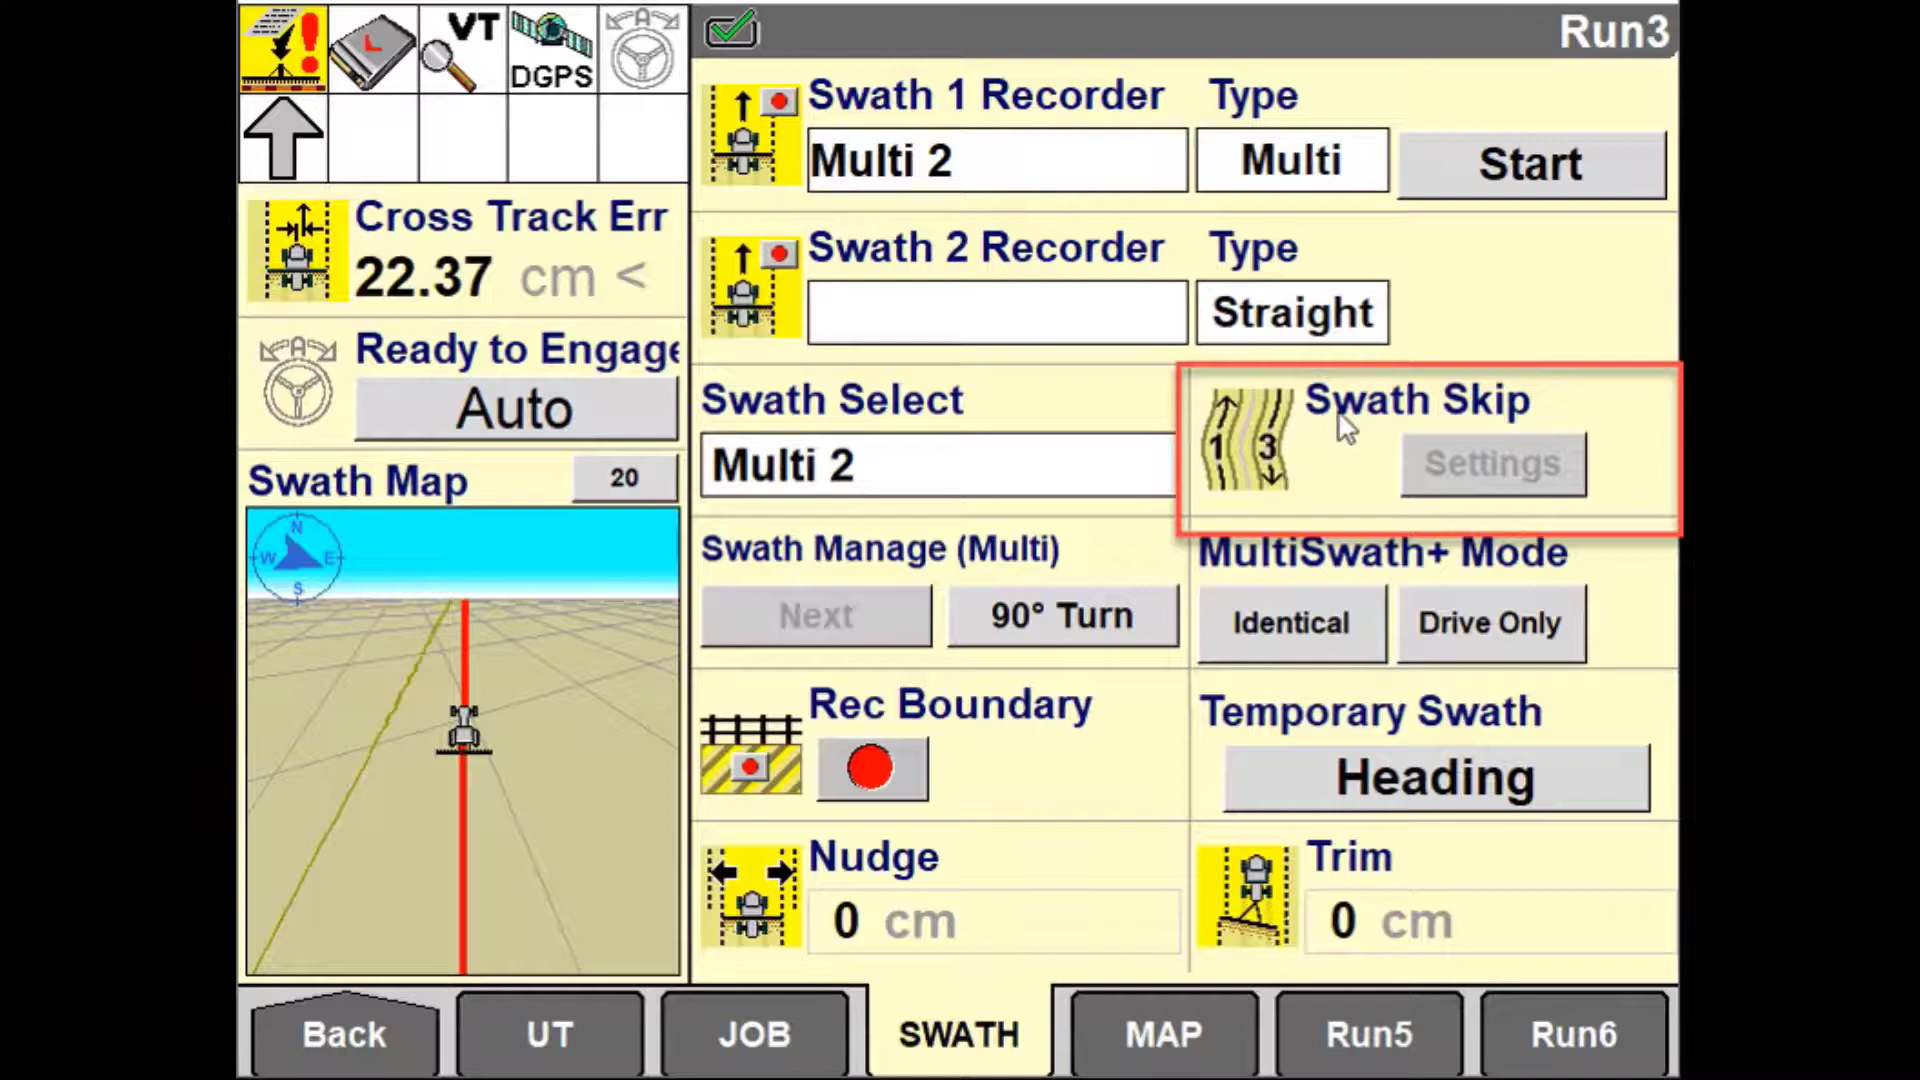 VT
L
DGPS
A
Run3
Swath 1 Recorder Type
Multi 2 Multi Start
Cross Track Err
22.37 cm <
Swath 2 Recorder Type
Straight
A
Ready to Engage
Auto
Swath Select
Multi 2
1 3
Swath Skip
Settings
Swath Map 20
N
W E
S
Swath Manage (Multi)
Next 90° Turn
MultiSwath+ Mode
Identical Drive Only
Rec Boundary
Temporary Swath
Heading
Nudge
0 cm
Trim
0 cm
Back UT JOB SWATH MAP Run5 Run6